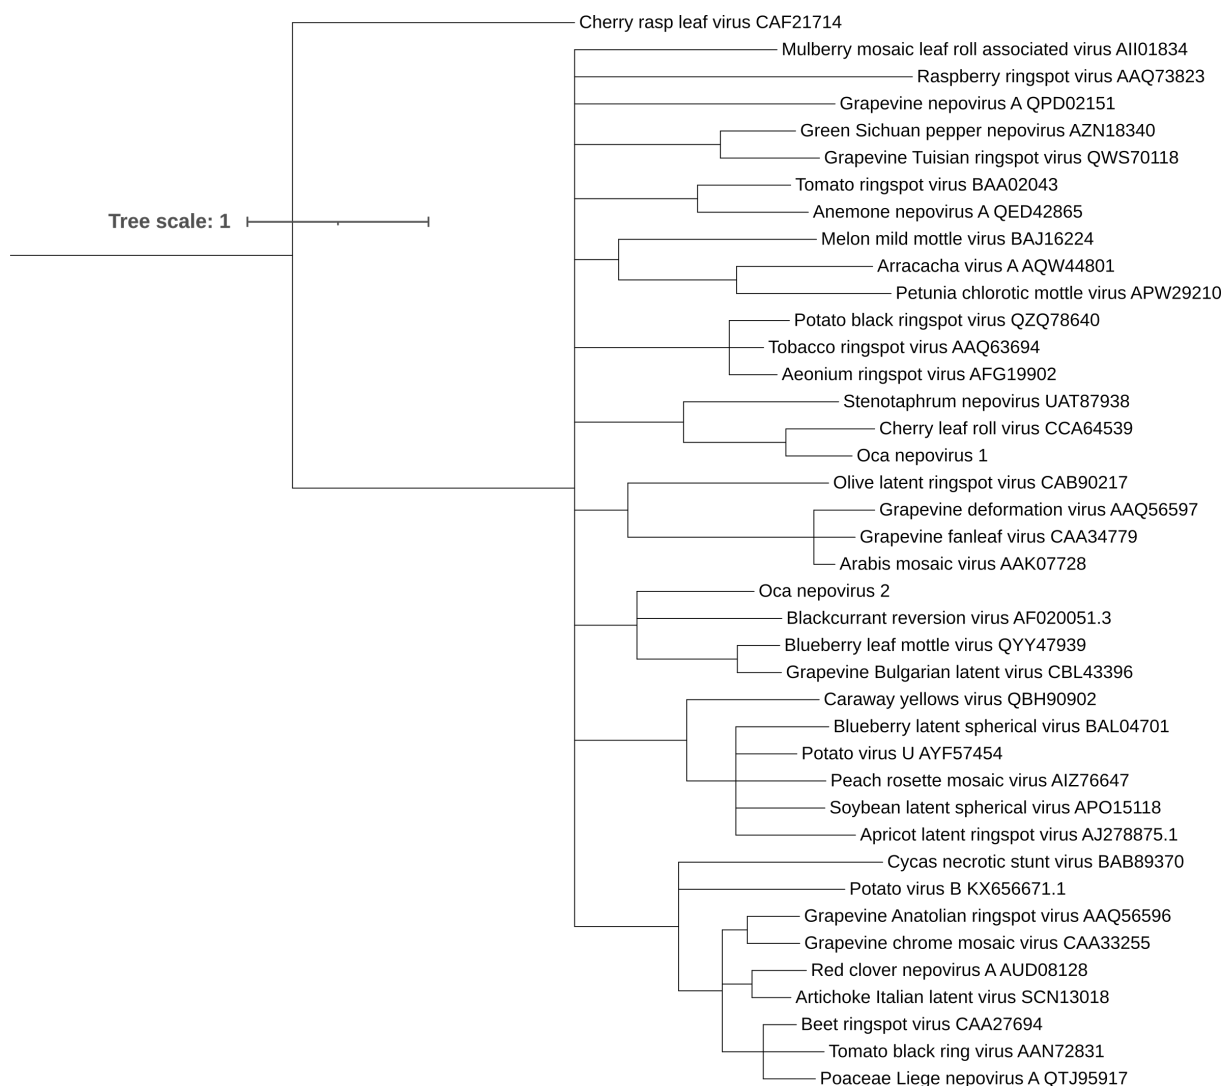 Cherry rasp leaf virus CAF21714
Mulberry mosaic leaf roll associated virus AII01834
Raspberry ringspot virus AAQ73823
Grapevine nepovirus A QPD02151
Green Sichuan pepper nepovirus AZN18340
Grapevine Tuisian ringspot virus QWS70118
Tomato ringspot virus BAA02043
Anemone nepovirus A QED42865
Tree scale: 1
Melon mild mottle virus BAJ16224
Arracacha virus A AQW44801
Petunia chlorotic mottle virus APW29210
Potato black ringspot virus QZQ78640
Tobacco ringspot virus AAQ63694
Aeonium ringspot virus AFG19902
Stenotaphrum nepovirus UAT87938
Cherry leaf roll virus CCA64539
Oca nepovirus 1
Olive latent ringspot virus CAB90217
Grapevine deformation virus AAQ56597
Grapevine fanleaf virus CAA34779
Arabis mosaic virus AAK07728
Oca nepovirus 2
Blackcurrant reversion virus AF020051.3
Blueberry leaf mottle virus QYY47939
Grapevine Bulgarian latent virus CBL43396
Caraway yellows virus QBH90902
Blueberry latent spherical virus BAL04701
Potato virus U AYF57454
Peach rosette mosaic virus AIZ76647
Soybean latent spherical virus APO15118
Apricot latent ringspot virus AJ278875.1
Cycas necrotic stunt virus BAB89370
Potato virus B KX656671.1
Grapevine Anatolian ringspot virus AAQ56596
Grapevine chrome mosaic virus CAA33255
Red clover nepovirus A AUD08128
Artichoke Italian latent virus SCN13018
Beet ringspot virus CAA27694
Tomato black ring virus AAN72831
Poaceae Liege nepovirus A QTJ95917